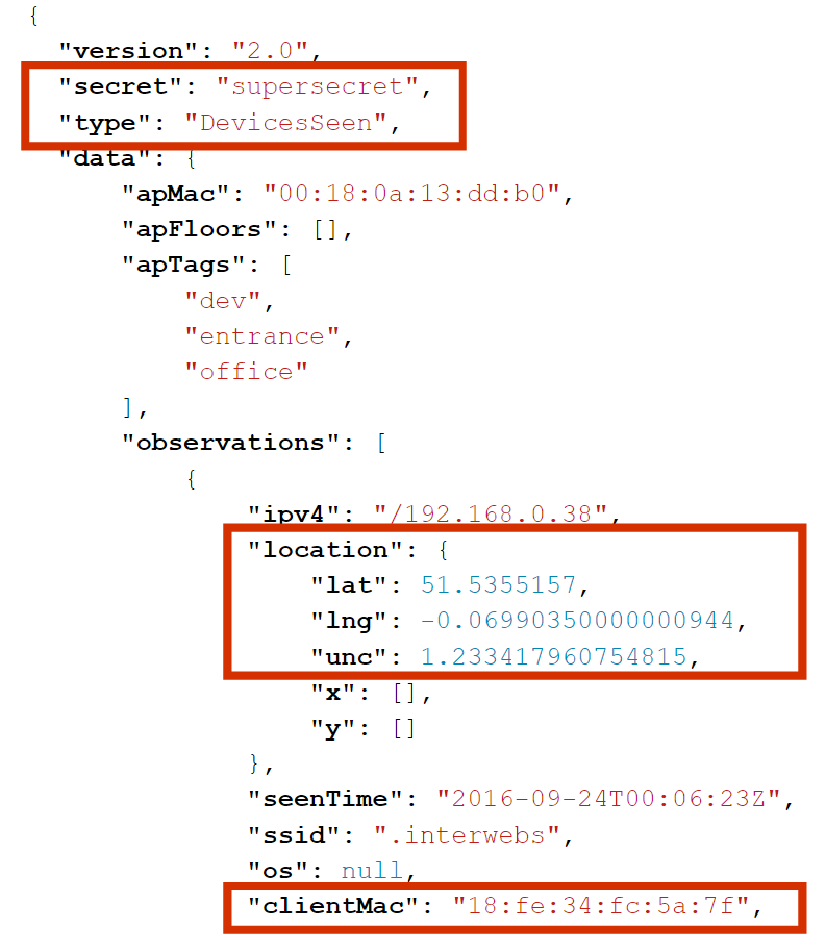 {
"version": "2.0",
"secret": "supersecret",
"type": "DevicesSeen",
"data": {
"apMac": "00:18:0a:13:dd:b0",
"apFloors": [],
"apTags": [
"dev",
"entrance",
"office"
],
"observations": [
{
"ipv4": "/192.168.0.38",
"location": {
"lat": 51.5355157,
"lng": -0.06990350000000944,
"unc": 1.233417960754815,
"x": [],
"y": []
},
"seenTime": "2016-09-24T00:06:23Z",
"ssid": ".interwebs",
"os": null,
"clientMac": "18:fe:34:fc:5a:7f",